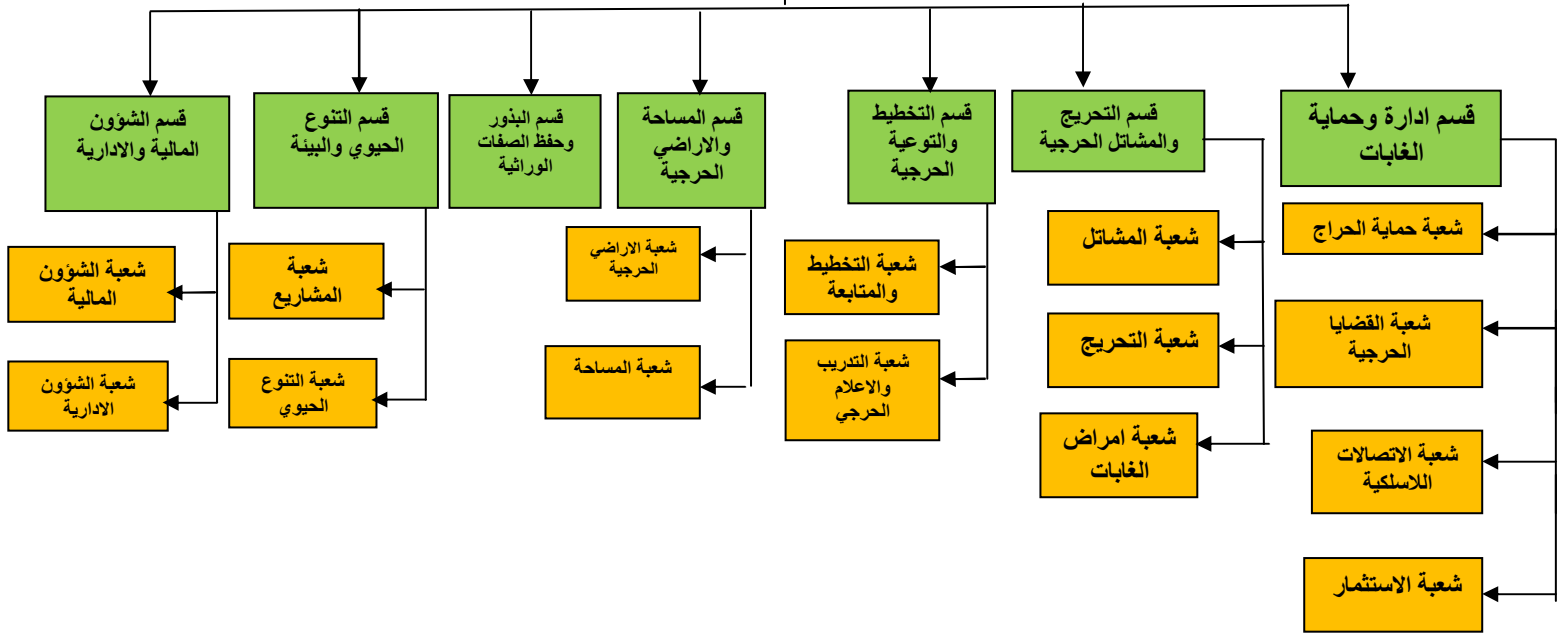 قسم ادارة وحماية
الغابات
شعبة حماية الحراج
شعبة القضايا
الحرجية
شعبة الاتصالات
اللاسلكية
شعبة الاستثمار
قسم التحريج
والمشاتل الحرجية
شعبة المشاتل
شعبة التحريج
شعبة امراض
الغابات
قسم التخطيط
والتوعية
الحرجية
شعبة التخطيط
والمتابعة
شعبة التدريب
والاعلام
الحرجي
قسم المساحة
والاراضي
الحرجية
شعبة الاراضي
الحرجية
شعبة المساحة
قسم البذور
وحفظ الصفات
الوراثية
قسم التنوع
الحيوي والبيئة
شعبة
المشاريع
شعبة التنوع
الحيوي
قسم الشؤون
المالية والادارية
شعبة الشؤون
المالية
شعبة الشؤون
الادارية